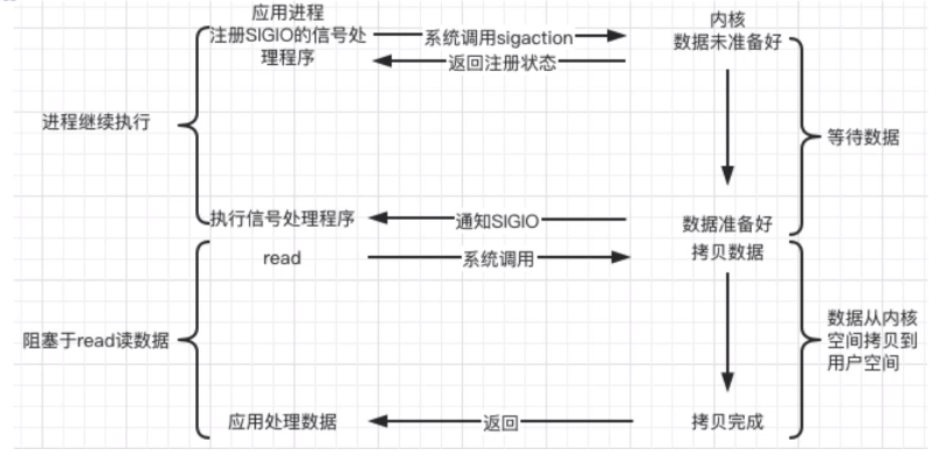 应用进程
注册SIGIO的信号处
理程序
系统调用sigaction
返回注册状态
内核
数据未准备好
进程继续执行
等待数据
执行信号处理程序
通知SIGIO
数据准备好
read
系统调用
拷贝数据
阻塞于read读数据
数据从内核
空间拷贝到
用户空间
应用处理数据
返回
拷贝完成